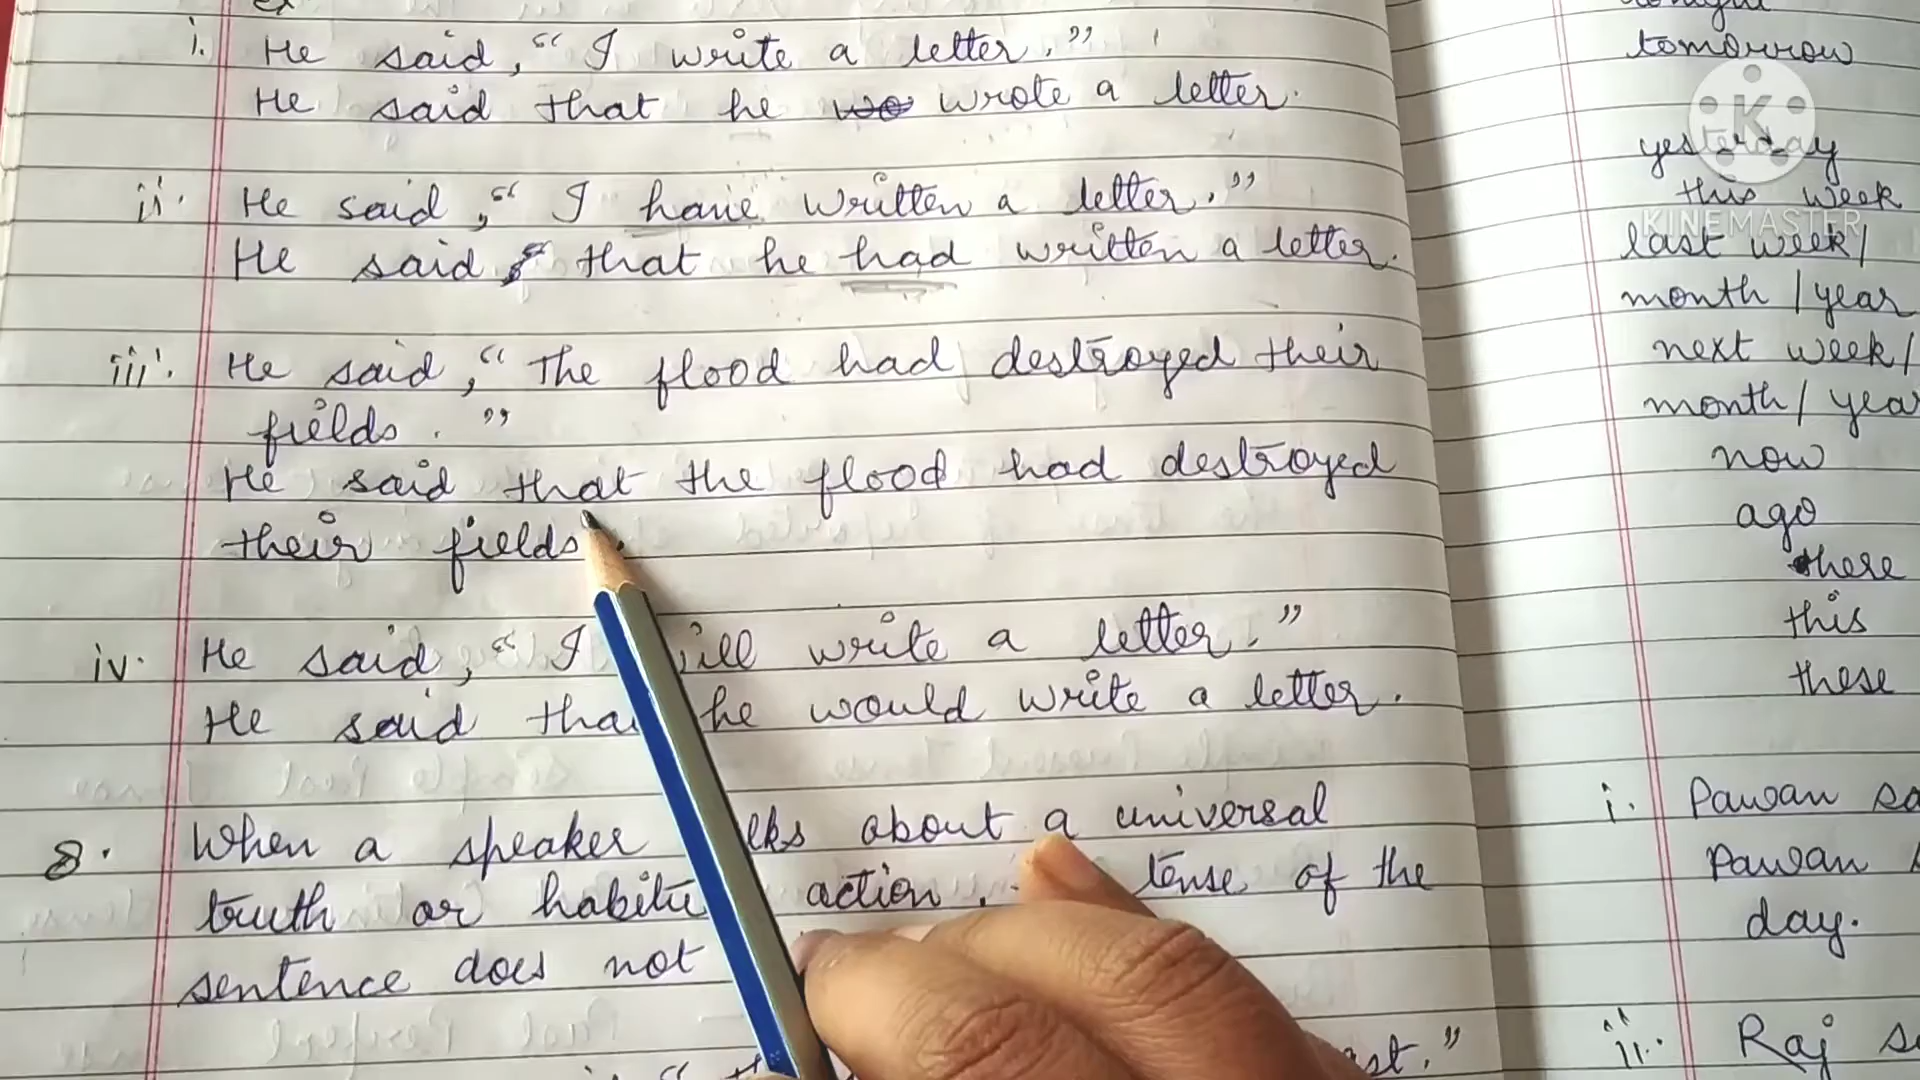 i. He said, "I write a letter."
He said that he wrote a letter.
ii. He said, "I have written a letter."
He said that he had written a letter.
iii. He said, "The flood had destroyed their
fields."
He said that the flood had destroyed
their fields.
iv. He said, "I will write a letter."
He said that he would write a letter.
8. When a speaker about a universal
truth or action. tense of the
sentence does not
tomorrow
yesterday
this week
last week/
month / year
next week/
month / year
now
ago
there
this
these
i. Pawan
Pawan
day.
ii. Raj
K
KINEMASTER